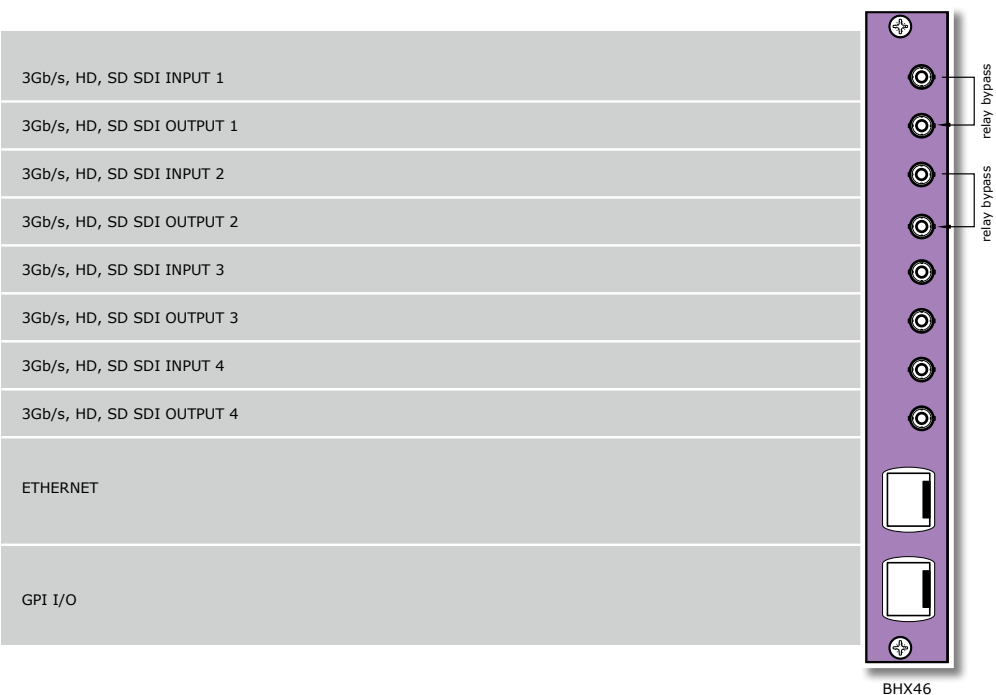 3Gb/s, HD, SD SDI INPUT 1
3Gb/s, HD, SD SDI OUTPUT 1
relay bypass
3Gb/s, HD, SD SDI INPUT 2
3Gb/s, HD, SD SDI OUTPUT 2
relay bypass
3Gb/s, HD, SD SDI INPUT 3
3Gb/s, HD, SD SDI OUTPUT 3
3Gb/s, HD, SD SDI INPUT 4
3Gb/s, HD, SD SDI OUTPUT 4
ETHERNET
GPI I/O
BHX46